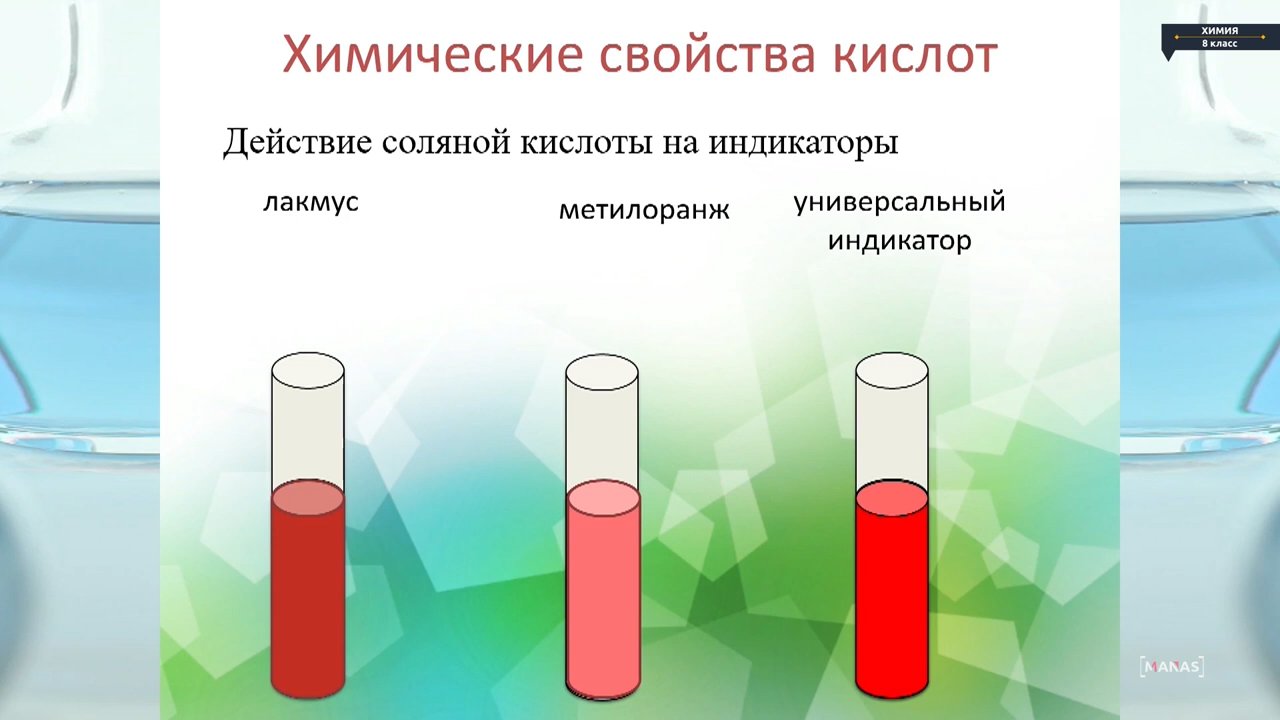 Химические свойства кислот
ХИМИЯ
8 класс
Действие соляной кислоты на индикаторы
лакмус
метилоранж
универсальный
индикатор
[MANAS]